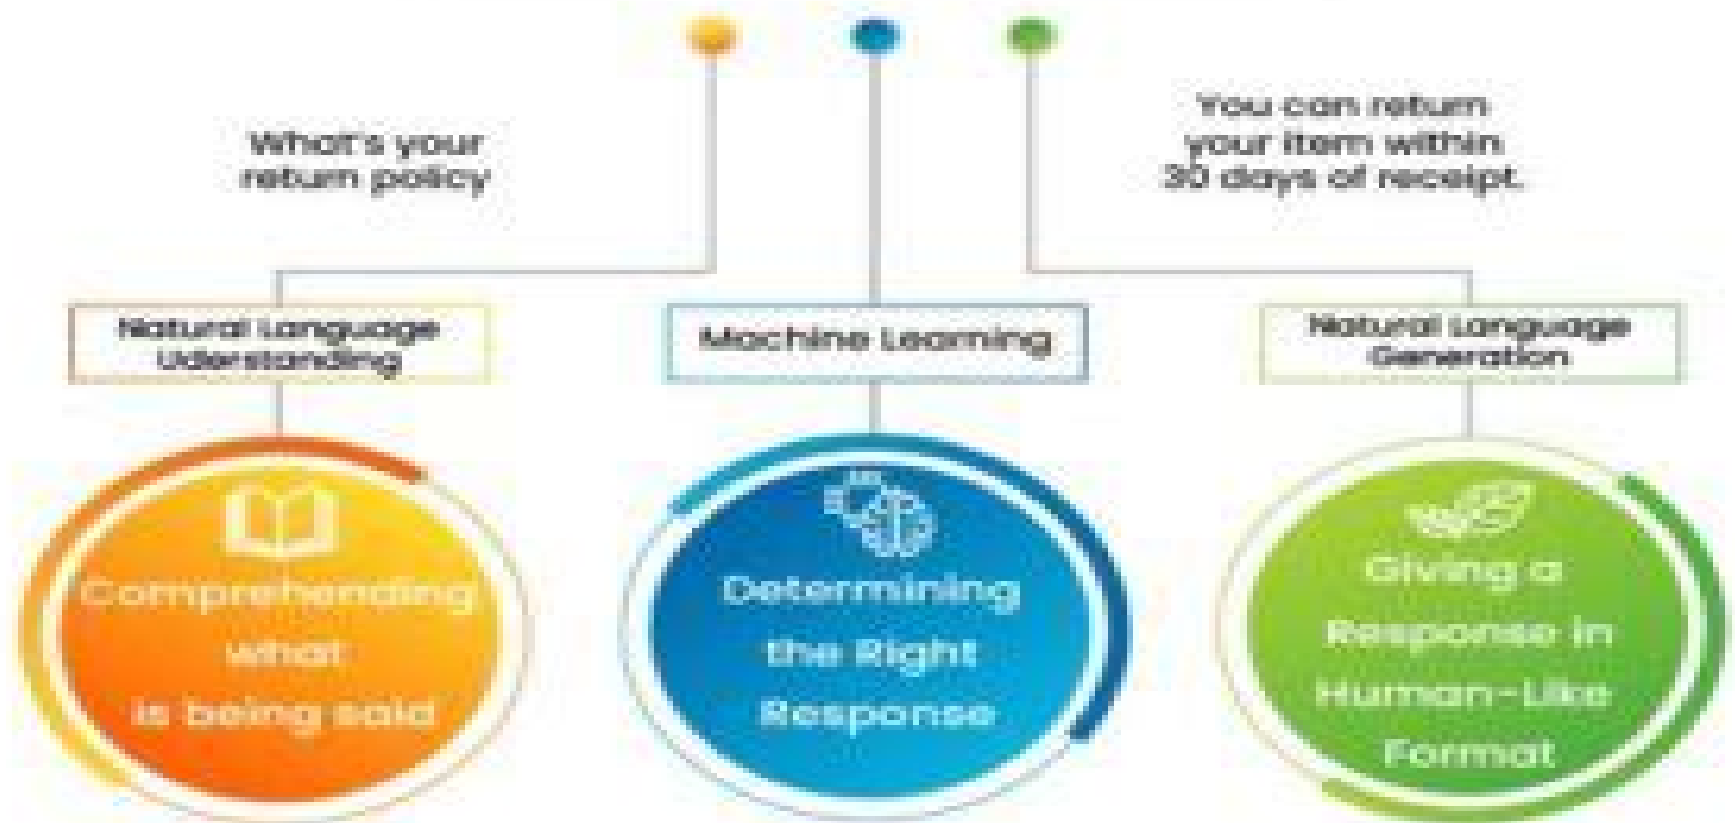 What's your
return policy
You can return
your item within
30 days of receipt.
Natural Language
Uderstanding
Machine Learning
Natural Language
Generation
Comprehending
what
is being said
Determining
the Right
Response
Giving a
Response in
Human-Like
Format